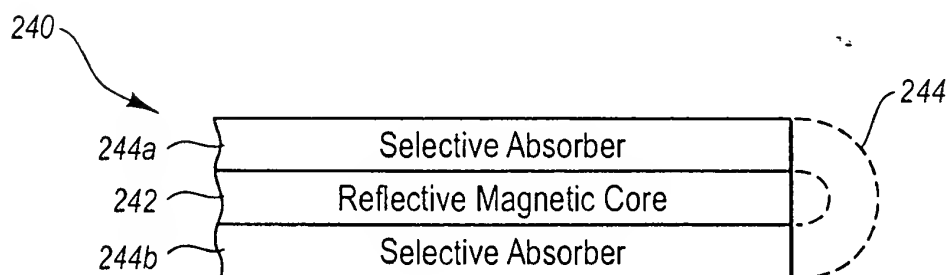 240
244
244a
Selective Absorber
242
Reflective Magnetic Core
244b
Selective Absorber